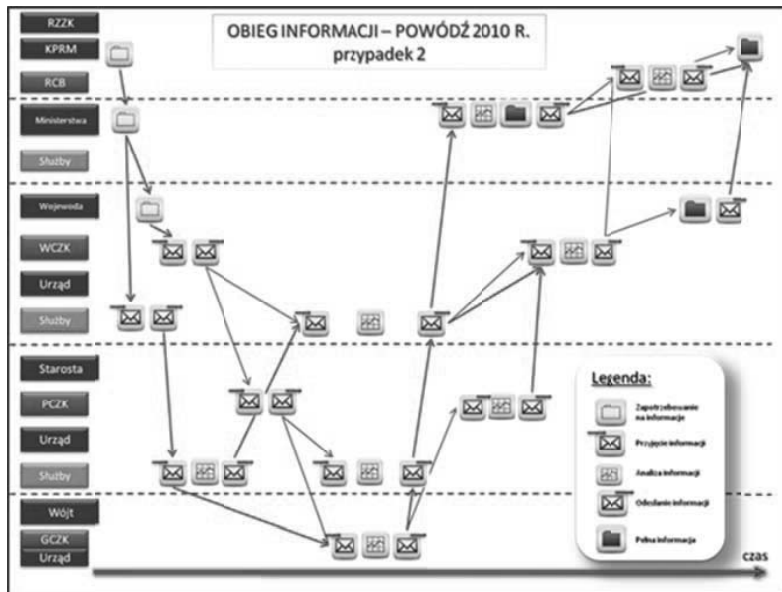 OBIEG INFORMACJI – POWÓDŹ 2010 R.
przypadek 2
RZZK
KPRM
RCB
Ministerstwa
Służby
Wojewoda
WCZK
Urząd
Służby
Starosta
PCZK
Urząd
Służby
Wójt
GCZK
Urząd
Legenda:
Zapotrzebowanie
na informacje
Przyjęcie informacji
Analiza informacji
Odesłanie informacji
Pełna informacja
czas